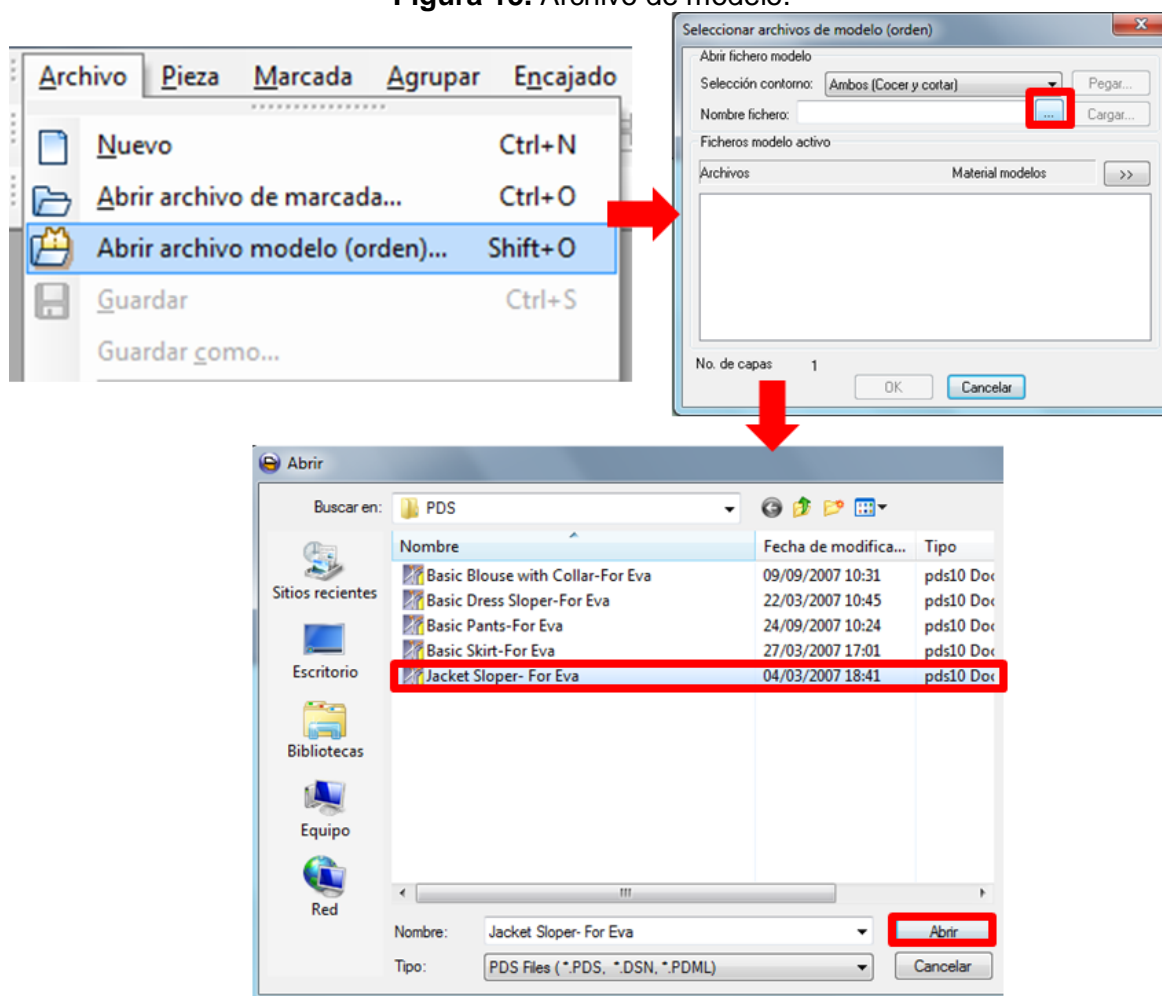 Figura 15. Archivo de modelo.
Archivo Pieza Marcada Agrupar Encajado
Nuevo Ctrl+N
Abrir archivo de marcada... Ctrl+O
Abrir archivo modelo (orden)... Shift+O
Guardar Ctrl+S
Guardar como...
Seleccionar archivos de modelo (orden)
Abrir fichero modelo
Selección contorno: Ambos (Cocer y cortar) Pegar...
Nombre fichero: ... Cargar...
Ficheros modelo activo
Archivos Material modelos >>
No. de capas 1
OK Cancelar
Abrir
Buscar en: PDS
Nombre Fecha de modifica... Tipo
Basic Blouse with Collar-For Eva 09/09/2007 10:31 pds10 Doc
Basic Dress Sloper-For Eva 22/03/2007 10:45 pds10 Doc
Basic Pants-For Eva 24/09/2007 10:24 pds10 Doc
Basic Skirt-For Eva 27/03/2007 17:01 pds10 Doc
Jacket Sloper- For Eva 04/03/2007 18:41 pds10 Doc
Sitios recientes
Escritorio
Bibliotecas
Equipo
Red
Nombre: Jacket Sloper- For Eva Abrir
Tipo: PDS Files (*.PDS, *.DSN, *.PDML) Cancelar